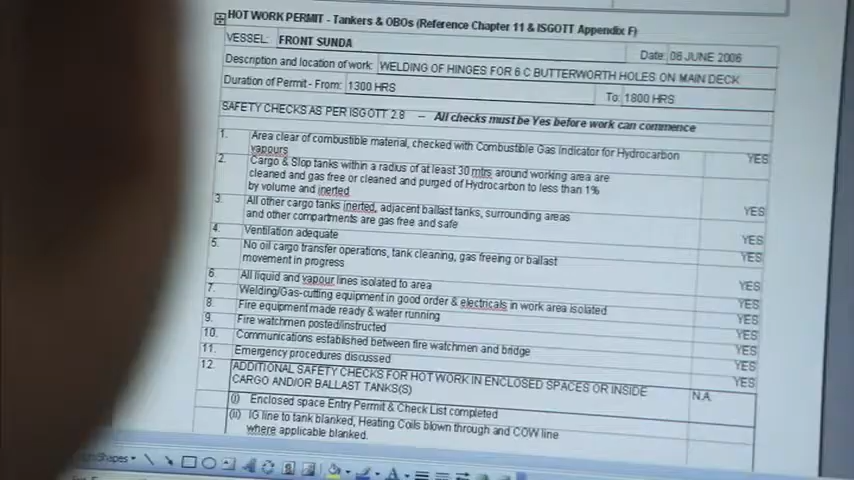 HOT WORK PERMIT - Tankers & OBOs (Reference Chapter 11 & ISGOTT Appendix F)
VESSEL: FRONT SUNDA Date: 06 JUNE 2006
Description and location of work: WELDING OF HINGES FOR 6 C BUTTERWORTH HOLES ON MAIN DECK
Duration of Permit - From: 1300 HRS To: 1800 HRS
SAFETY CHECKS AS PER ISGOTT 2.8 – All checks must be Yes before work can commence
1. Area clear of combustible material, checked with Combustible Gas Indicator for Hydrocarbon YES
vapours
2. Cargo & Slop tanks within a radius of at least 30 mtrs around working area are
cleaned and gas free or cleaned and purged of Hydrocarbon to less than 1%
by volume and inerted YES
3. All other cargo tanks inerted, adjacent ballast tanks, surrounding areas
and other compartments are gas free and safe YES
4. Ventilation adequate YES
5. No oil cargo transfer operations, tank cleaning, gas freeing or ballast
movement in progress YES
6. All liquid and vapour lines isolated to area YES
7. Welding/Gas-cutting equipment in good order & electricals in work area isolated YES
8. Fire equipment made ready & water running YES
9. Fire watchmen posted/instructed YES
10. Communications established between fire watchmen and bridge YES
11. Emergency procedures discussed YES
12. ADDITIONAL SAFETY CHECKS FOR HOT WORK IN ENCLOSED SPACES OR INSIDE N.A.
CARGO AND/OR BALLAST TANKS(S)
(i) Enclosed space Entry Permit & Check List completed
(ii) IG line to tank blanked, Heating Coils blown through and COW line
where applicable blanked.
Shapes